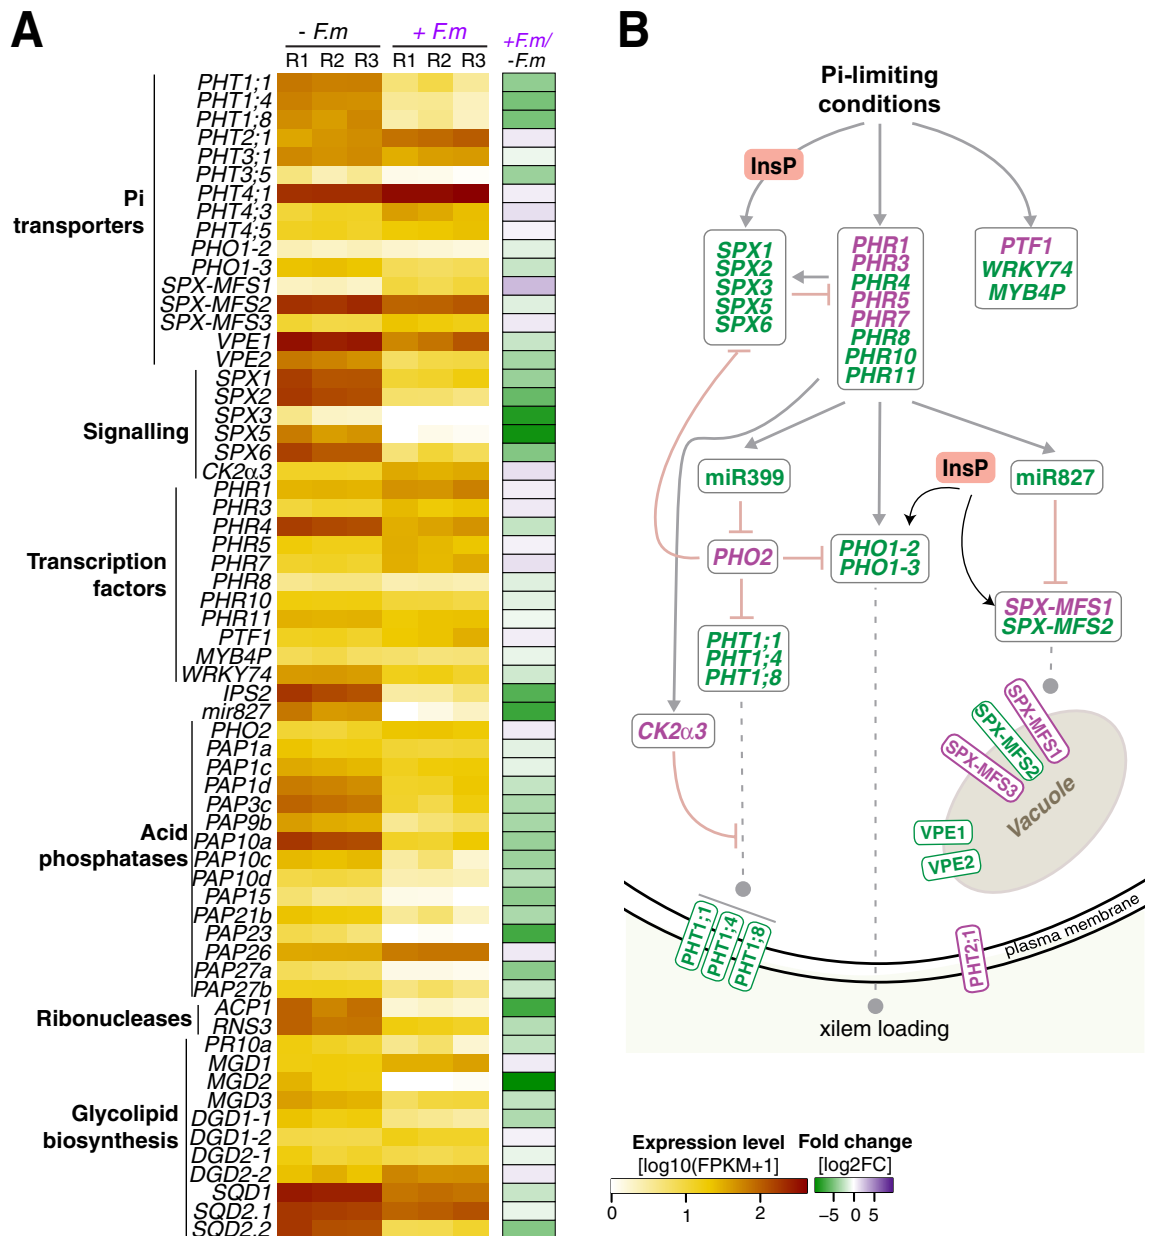 A
- F.m
+ F.m
+F.m/
-F.m
R1 R2 R3 R1 R2 R3
PHT1;1
PHT1;4
PHT1;8
PHT2;1
PHT3;1
PHT3;5
PHT4;1
PHT4;3
PHT4;5
PHO1-2
PHO1-3
SPX-MFS1
SPX-MFS2
SPX-MFS3
VPE1
VPE2
Pi
transporters
SPX1
SPX2
SPX3
SPX5
SPX6
CK2α3
Signalling
PHR1
PHR3
PHR4
PHR5
PHR7
PHR8
PHR10
PHR11
PTF1
MYB4P
WRKY74
Transcription
factors
IPS2
mir827
PHO2
PAP1a
PAP1c
PAP1d
PAP3c
PAP9b
PAP10a
PAP10c
PAP10d
PAP15
PAP21b
PAP23
PAP26
PAP27a
PAP27b
Acid
phosphatases
ACP1
RNS3
Ribonucleases
PR10a
MGD1
MGD2
MGD3
DGD1-1
DGD1-2
DGD2-1
DGD2-2
SQD1
SQD2.1
SQD2.2
Glycolipid
biosynthesis
B
Pi-limiting
conditions
InsP
SPX1
SPX2
SPX3
SPX5
SPX6
PHR1
PHR3
PHR4
PHR5
PHR7
PHR8
PHR10
PHR11
PTF1
WRKY74
MYB4P
miR399
InsP
miR827
PHO2
PHO1-2
PHO1-3
SPX-MFS1
SPX-MFS2
PHT1;1
PHT1;4
PHT1;8
CK2α3
SPX-MFS1
SPX-MFS2
SPX-MFS3
Vacuole
VPE1
VPE2
PHT1;1
PHT1;4
PHT1;8
PHT2;1
plasma membrane
xilem loading
Expression level
[log10(FPKM+1]
0 1 2
Fold change
[log2FC]
−5 0 5